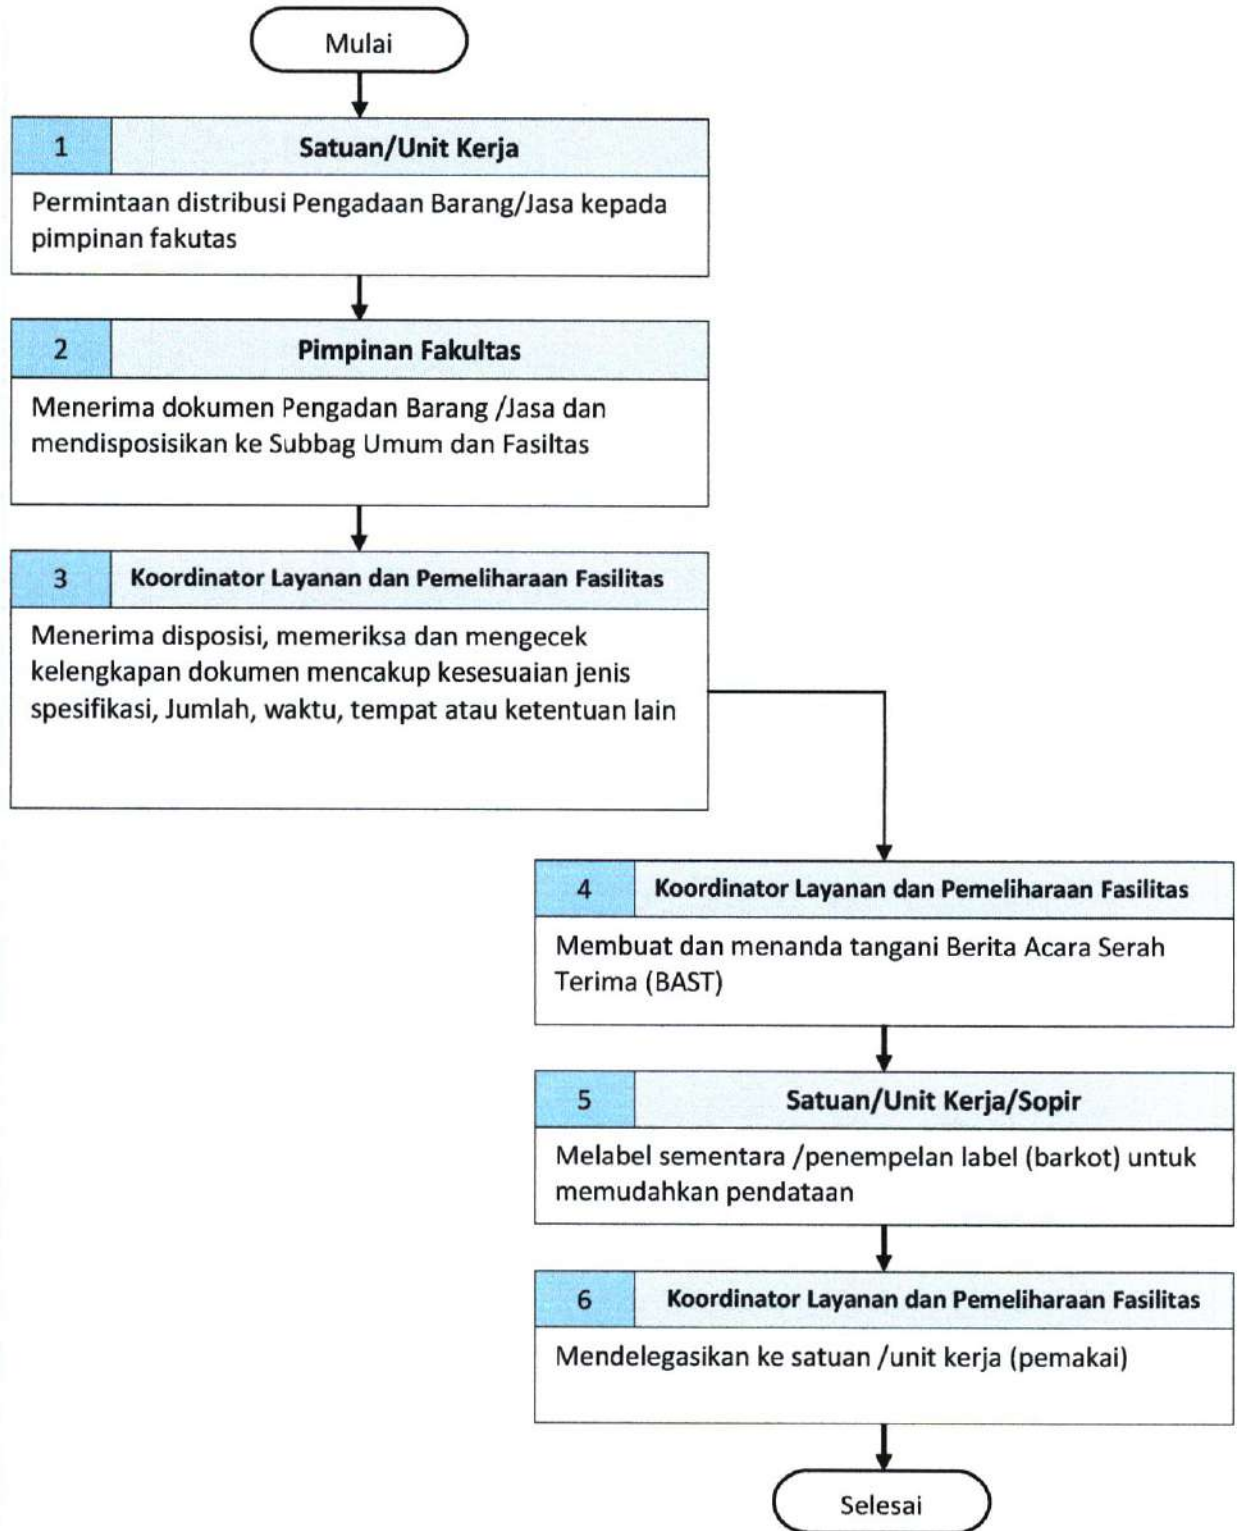 Mulai
1 Satuan/Unit Kerja
Permintaan distribusi Pengadaan Barang/Jasa kepada
pimpinan fakutas
2 Pimpinan Fakultas
Menerima dokumen Pengadan Barang /Jasa dan
mendisposisikan ke Subbag Umum dan Fasiltas
3 Koordinator Layanan dan Pemeliharaan Fasilitas
Menerima disposisi, memeriksa dan mengecek
kelengkapan dokumen mencakup kesesuaian jenis
spesifikasi, Jumlah, waktu, tempat atau ketentuan lain
4 Koordinator Layanan dan Pemeliharaan Fasilitas
Membuat dan menanda tangani Berita Acara Serah
Terima (BAST)
5 Satuan/Unit Kerja/Sopir
Melabel sementara /penempelan label (barkot) untuk
memudahkan pendataan
6 Koordinator Layanan dan Pemeliharaan Fasilitas
Mendelegasikan ke satuan /unit kerja (pemakai)
Selesai